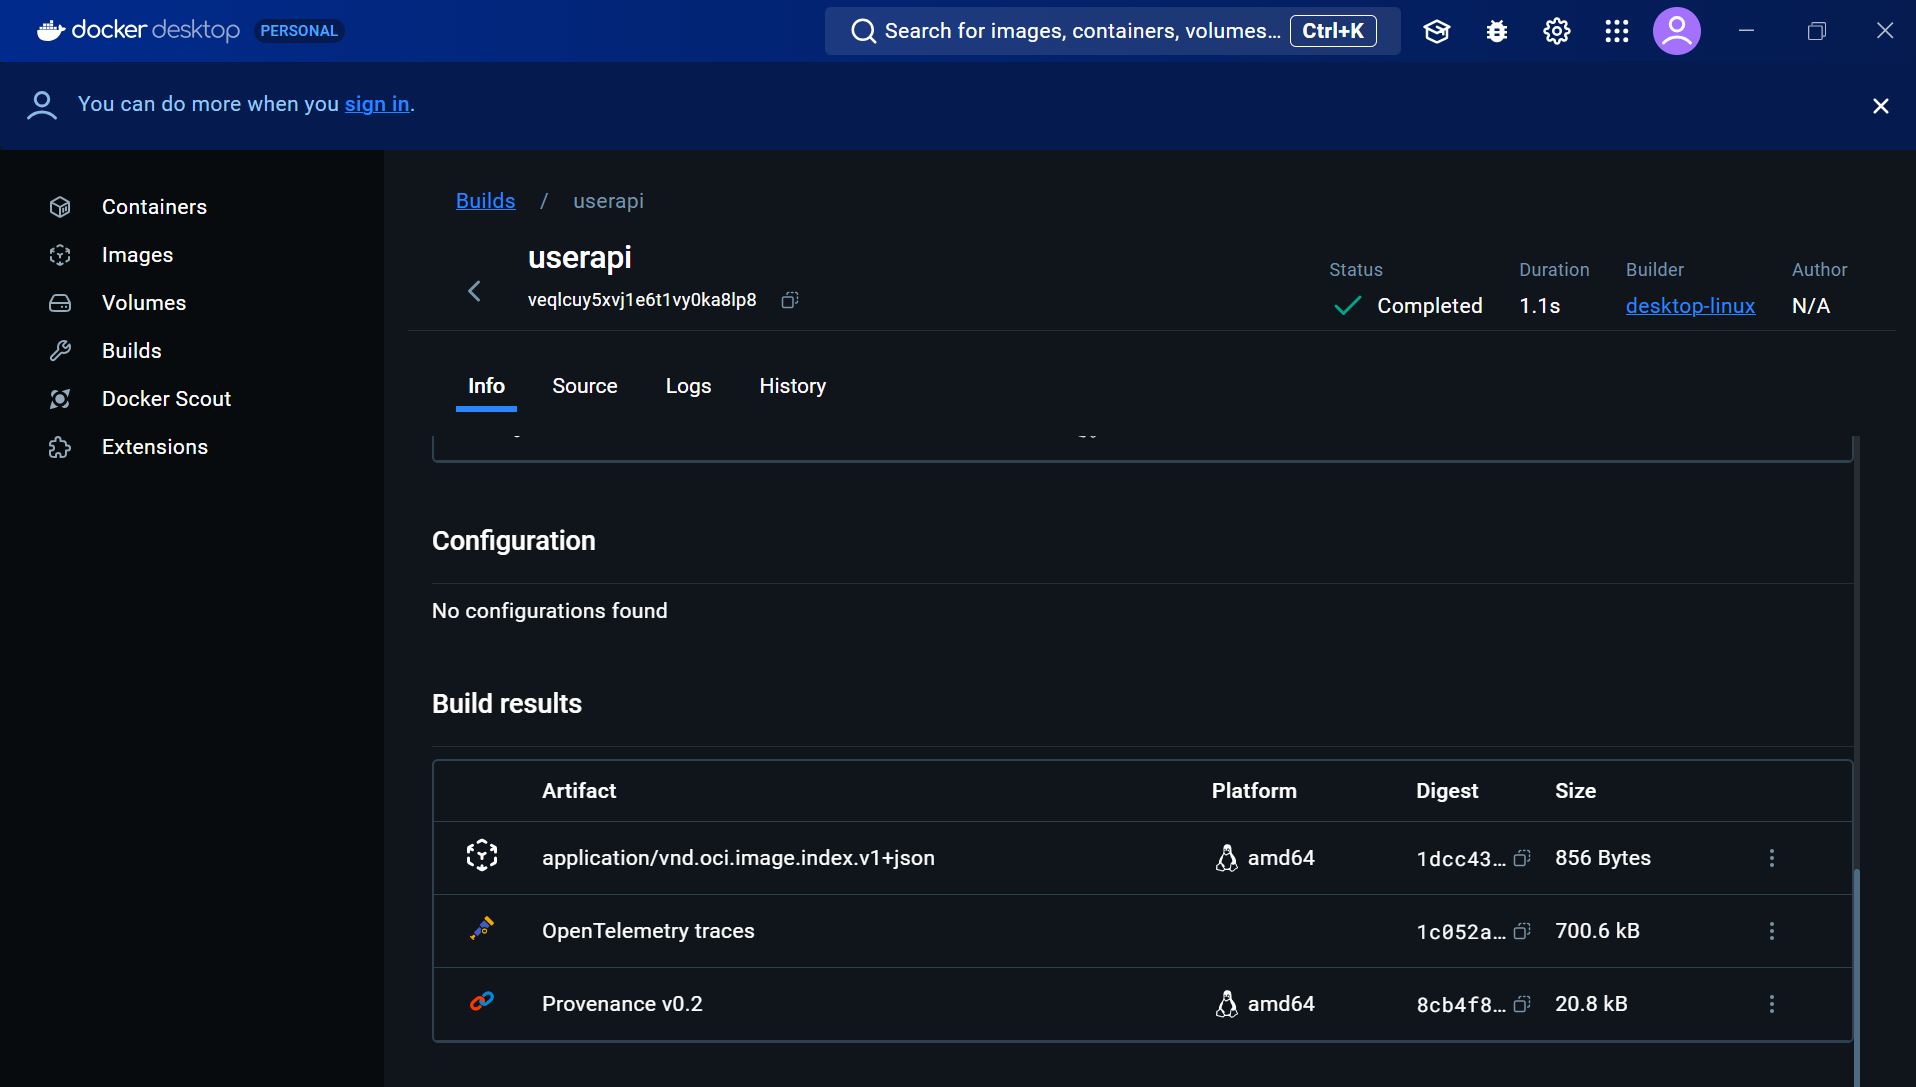 docker desktop PERSONAL
Search for images, containers, volumes... Ctrl+K
You can do more when you sign in.
Containers
Images
Volumes
Builds
Docker Scout
Extensions
Builds / userapi
userapi
veqlcuy5xvj1e6t1vy0ka8lp8
Status Duration Builder Author
Completed 1.1s desktop-linux N/A
Info Source Logs History
Configuration
No configurations found
Build results
Artifact Platform Digest Size
application/vnd.oci.image.index.v1+json amd64 1dcc43... 856 Bytes
OpenTelemetry traces 1c052a... 700.6 kB
Provenance v0.2 amd64 8cb4f8... 20.8 kB